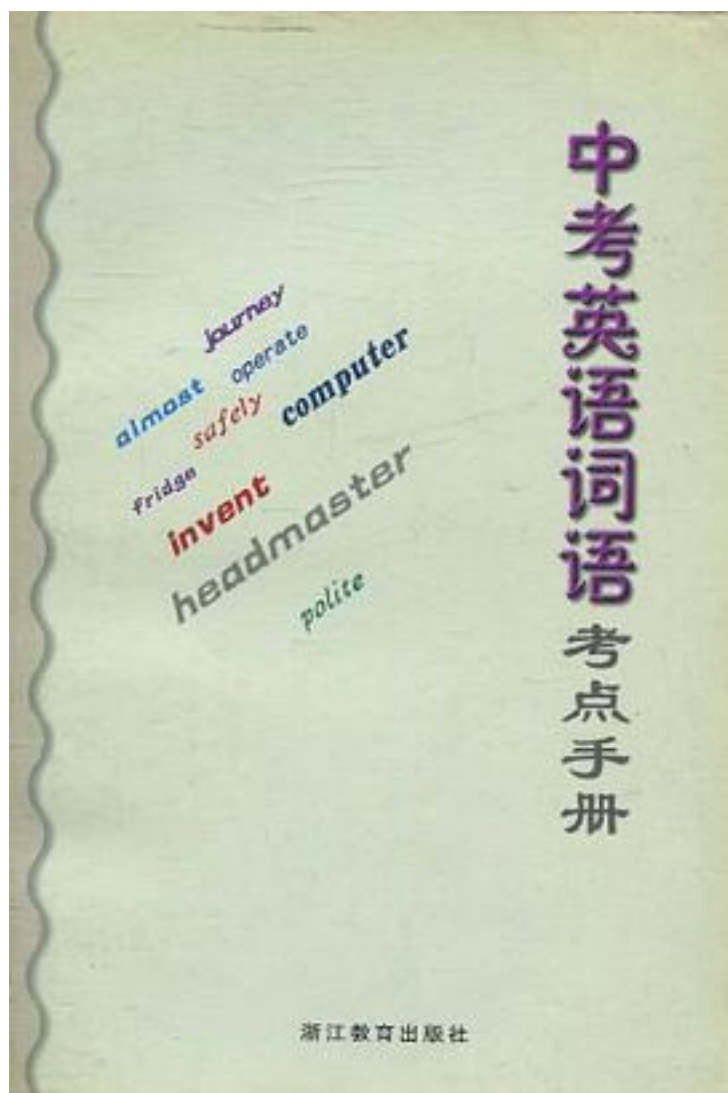 中考英语词语
考点手册
journey
operate
almost
safely
computer
fridge
invent
headmaster
polite
浙江教育出版社